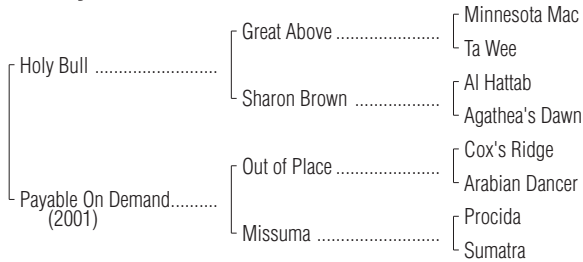 Minnesota Mac
Great Above ....................
Ta Wee
Holy Bull ........................
Al Hattab
Sharon Brown .................
Agathea's Dawn
Cox's Ridge
Out of Place .....................
Arabian Dancer
Payable On Demand.........
(2001)
Procida
Missuma ........................
Sumatra